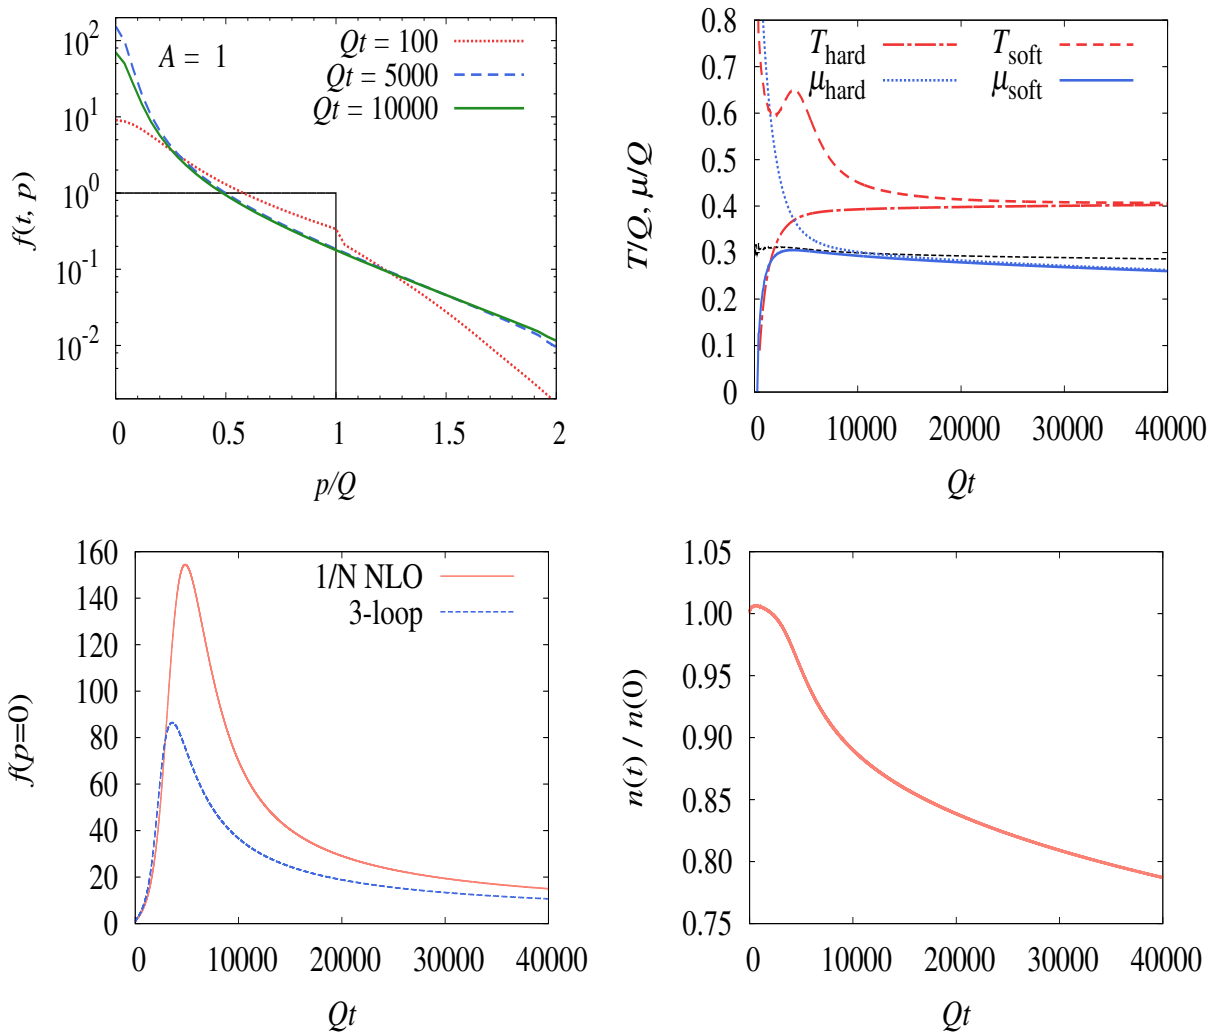 A = 1
Qt = 100
Qt = 5000
Qt = 10000
10^2
10^1
10^0
10^-1
10^-2
f(t, p)
0 0.5 1 1.5 2
p/Q
T_hard T_soft
μ_hard μ_soft
0.8
0.7
0.6
0.5
0.4
0.3
0.2
0.1
0
T/Q, μ/Q
0 10000 20000 30000 40000
Qt
1/N NLO
3-loop
160
140
120
100
80
60
40
20
0
f(p=0)
0 10000 20000 30000 40000
Qt
1.05
1.00
0.95
0.90
0.85
0.80
0.75
n(t) / n(0)
0 10000 20000 30000 40000
Qt